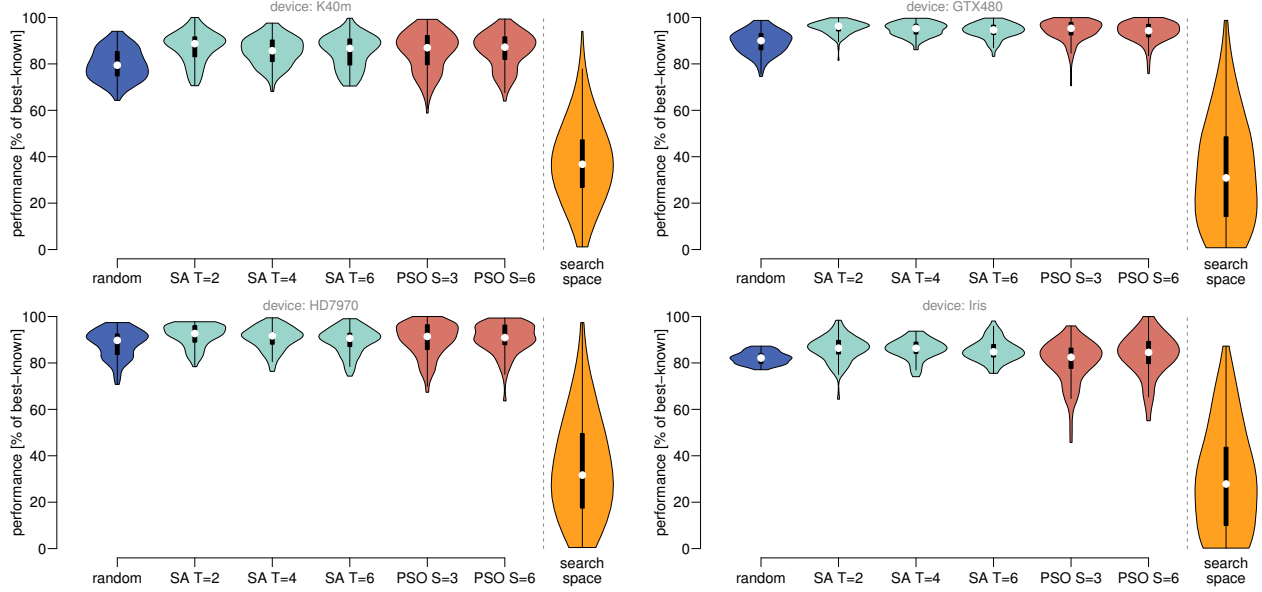 device: K40m
performance [% of best−known]
100
80
60
40
20
0
random
SA T=2
SA T=4
SA T=6
PSO S=3
PSO S=6
search
space
device: GTX480
performance [% of best−known]
100
80
60
40
20
0
random
SA T=2
SA T=4
SA T=6
PSO S=3
PSO S=6
search
space
device: HD7970
performance [% of best−known]
100
80
60
40
20
0
random
SA T=2
SA T=4
SA T=6
PSO S=3
PSO S=6
search
space
device: Iris
performance [% of best−known]
100
80
60
40
20
0
random
SA T=2
SA T=4
SA T=6
PSO S=3
PSO S=6
search
space